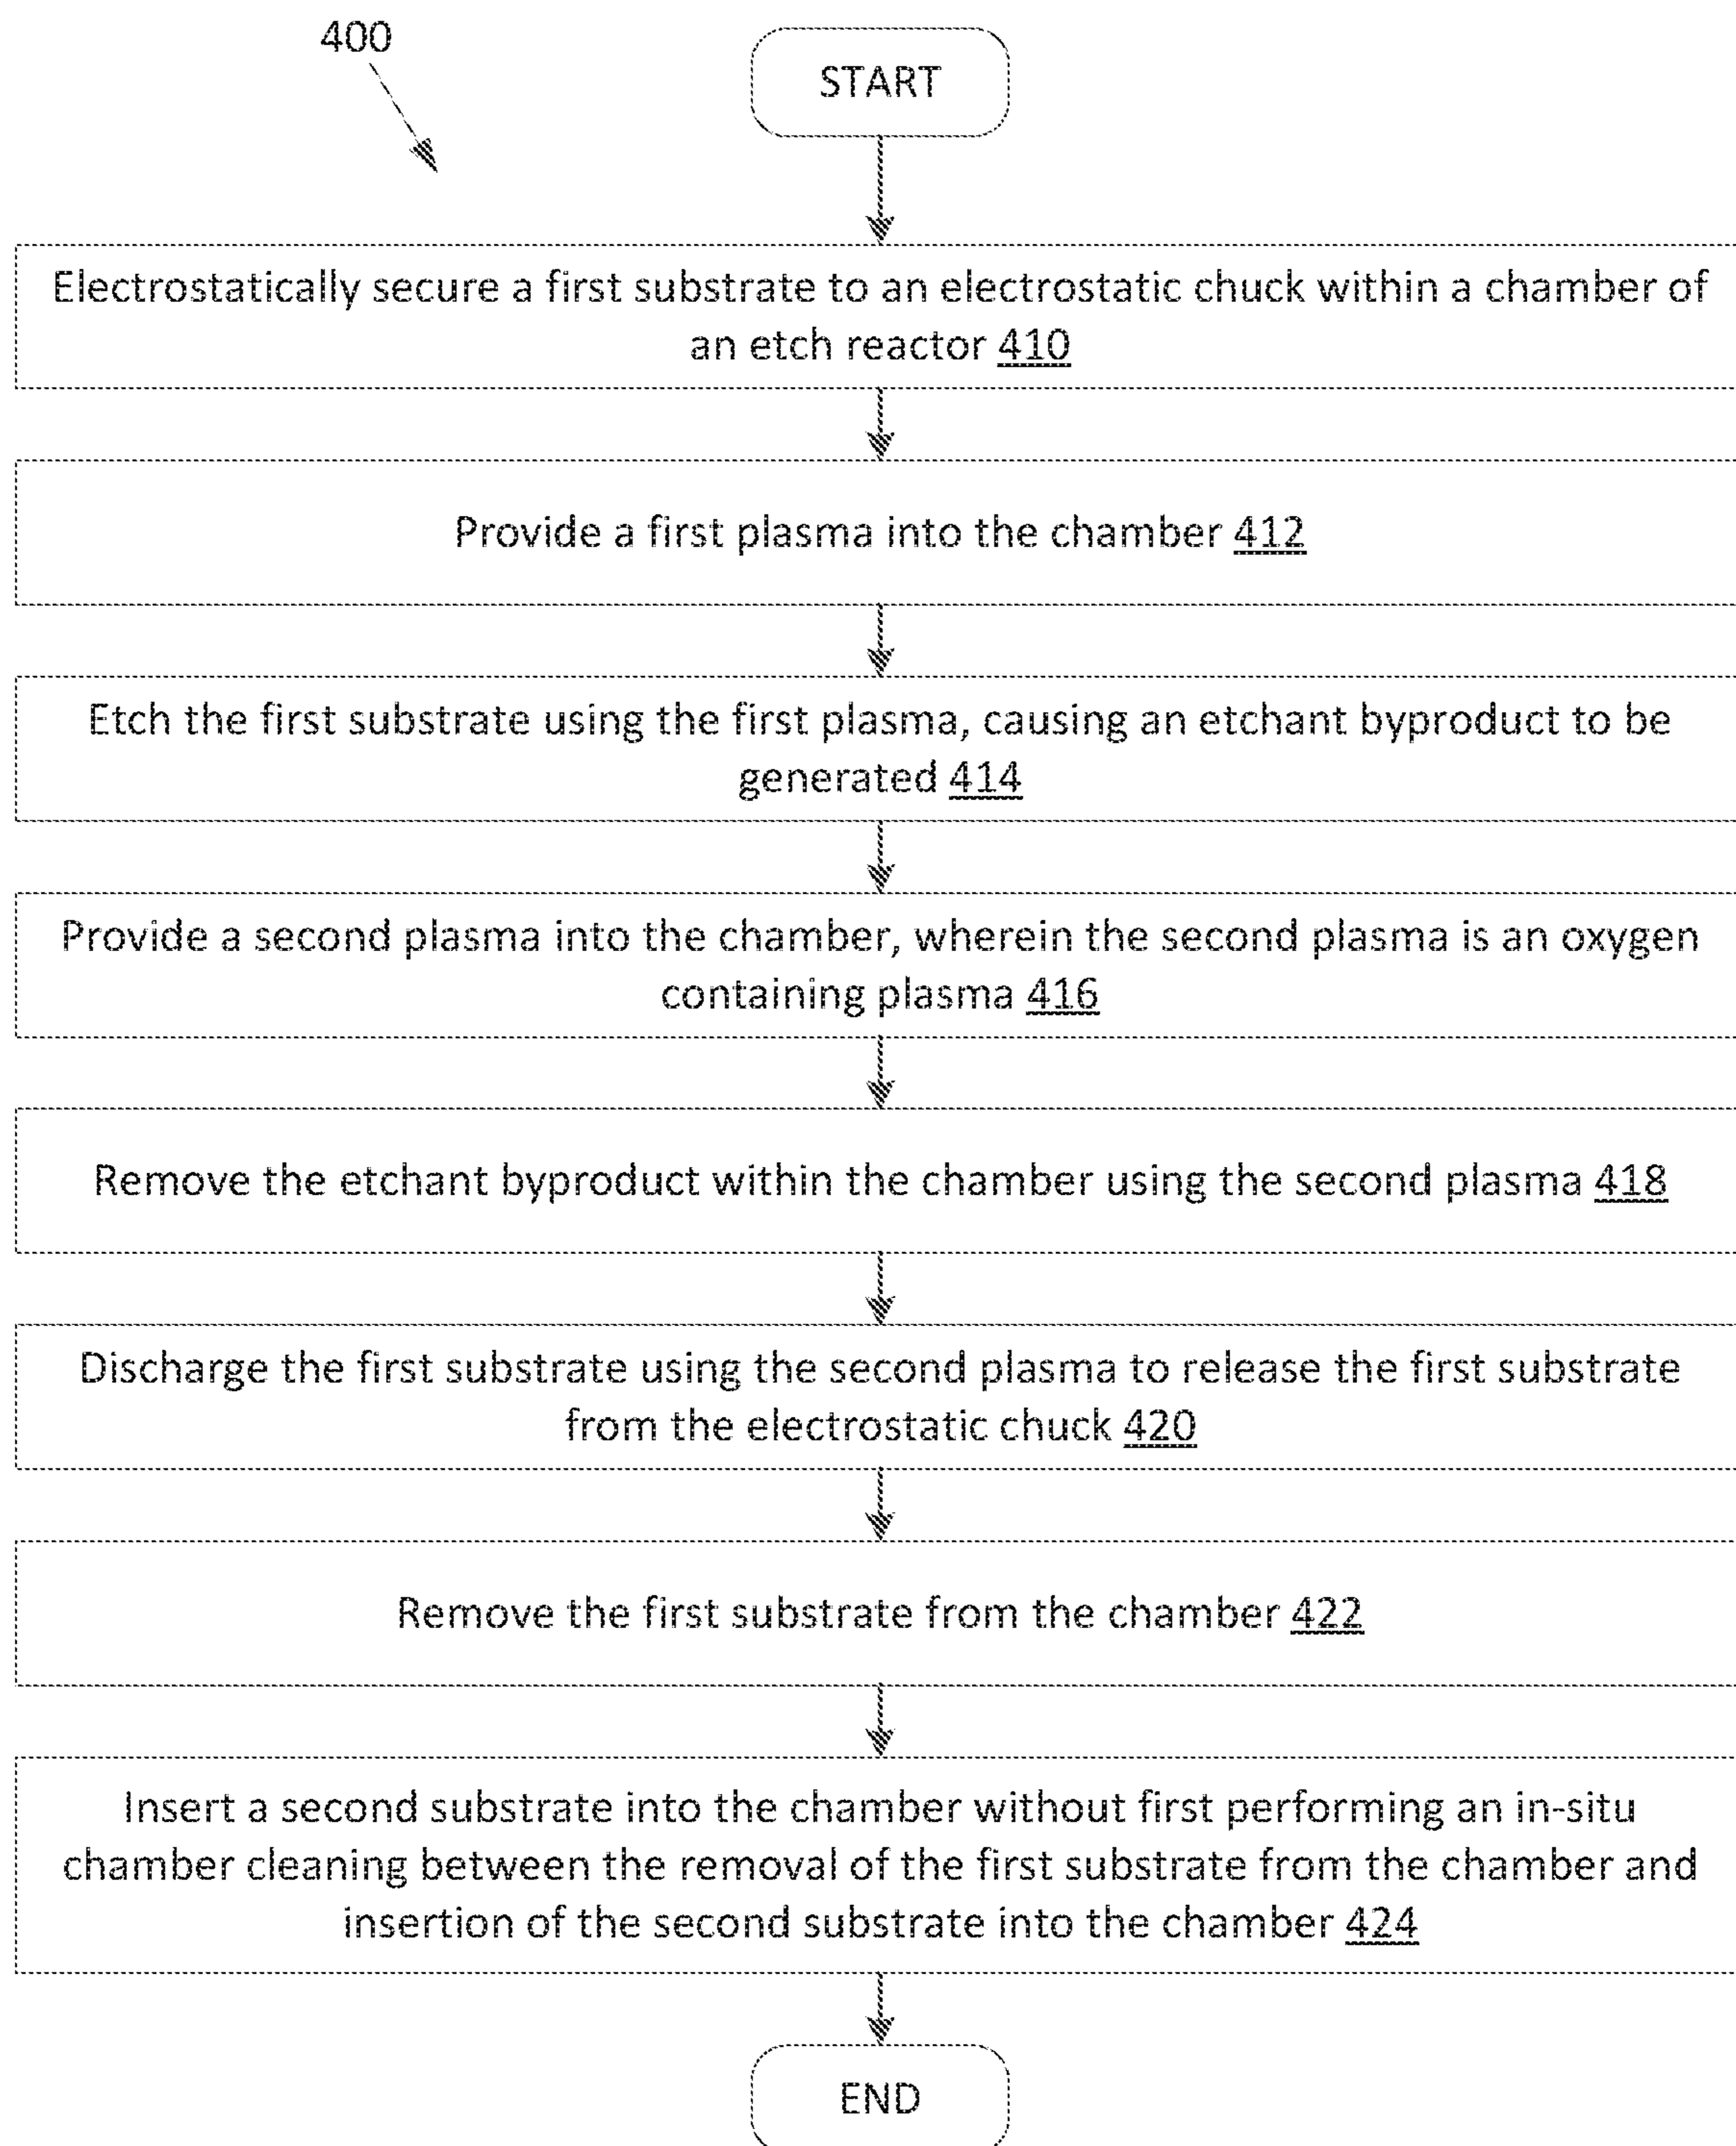 400
START
Electrostatically secure a first substrate to an electrostatic chuck within a chamber of
an etch reactor 410
Provide a first plasma into the chamber 412
Etch the first substrate using the first plasma, causing an etchant byproduct to be
generated 414
Provide a second plasma into the chamber, wherein the second plasma is an oxygen
containing plasma 416
Remove the etchant byproduct within the chamber using the second plasma 418
Discharge the first substrate using the second plasma to release the first substrate
from the electrostatic chuck 420
Remove the first substrate from the chamber 422
Insert a second substrate into the chamber without first performing an in-situ
chamber cleaning between the removal of the first substrate from the chamber and
insertion of the second substrate into the chamber 424
END